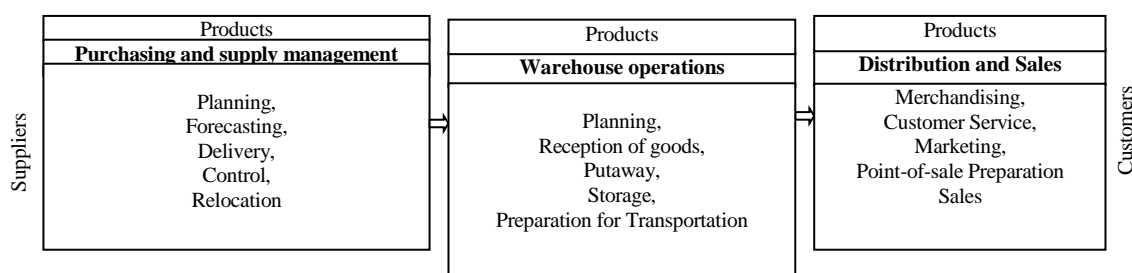 Suppliers
Products
Purchasing and supply management
Planning,
Forecasting,
Delivery,
Control,
Relocation
Products
Warehouse operations
Planning,
Reception of goods,
Putaway,
Storage,
Preparation for Transportation
Products
Distribution and Sales
Merchandising,
Customer Service,
Marketing,
Point-of-sale Preparation
Sales
Customers